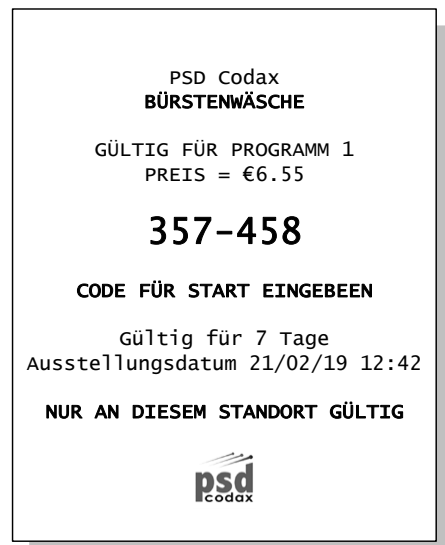 PSD Codax
BÜRSTENWÄSCHE
GÜLTIG FÜR PROGRAMM 1
PREIS = €6.55
357-458
CODE FÜR START EINGEBEEN
Gültig für 7 Tage
Ausstellungsdatum 21/02/19 12:42
NUR AN DIESEM STANDORT GÜLTIG
psd
codax